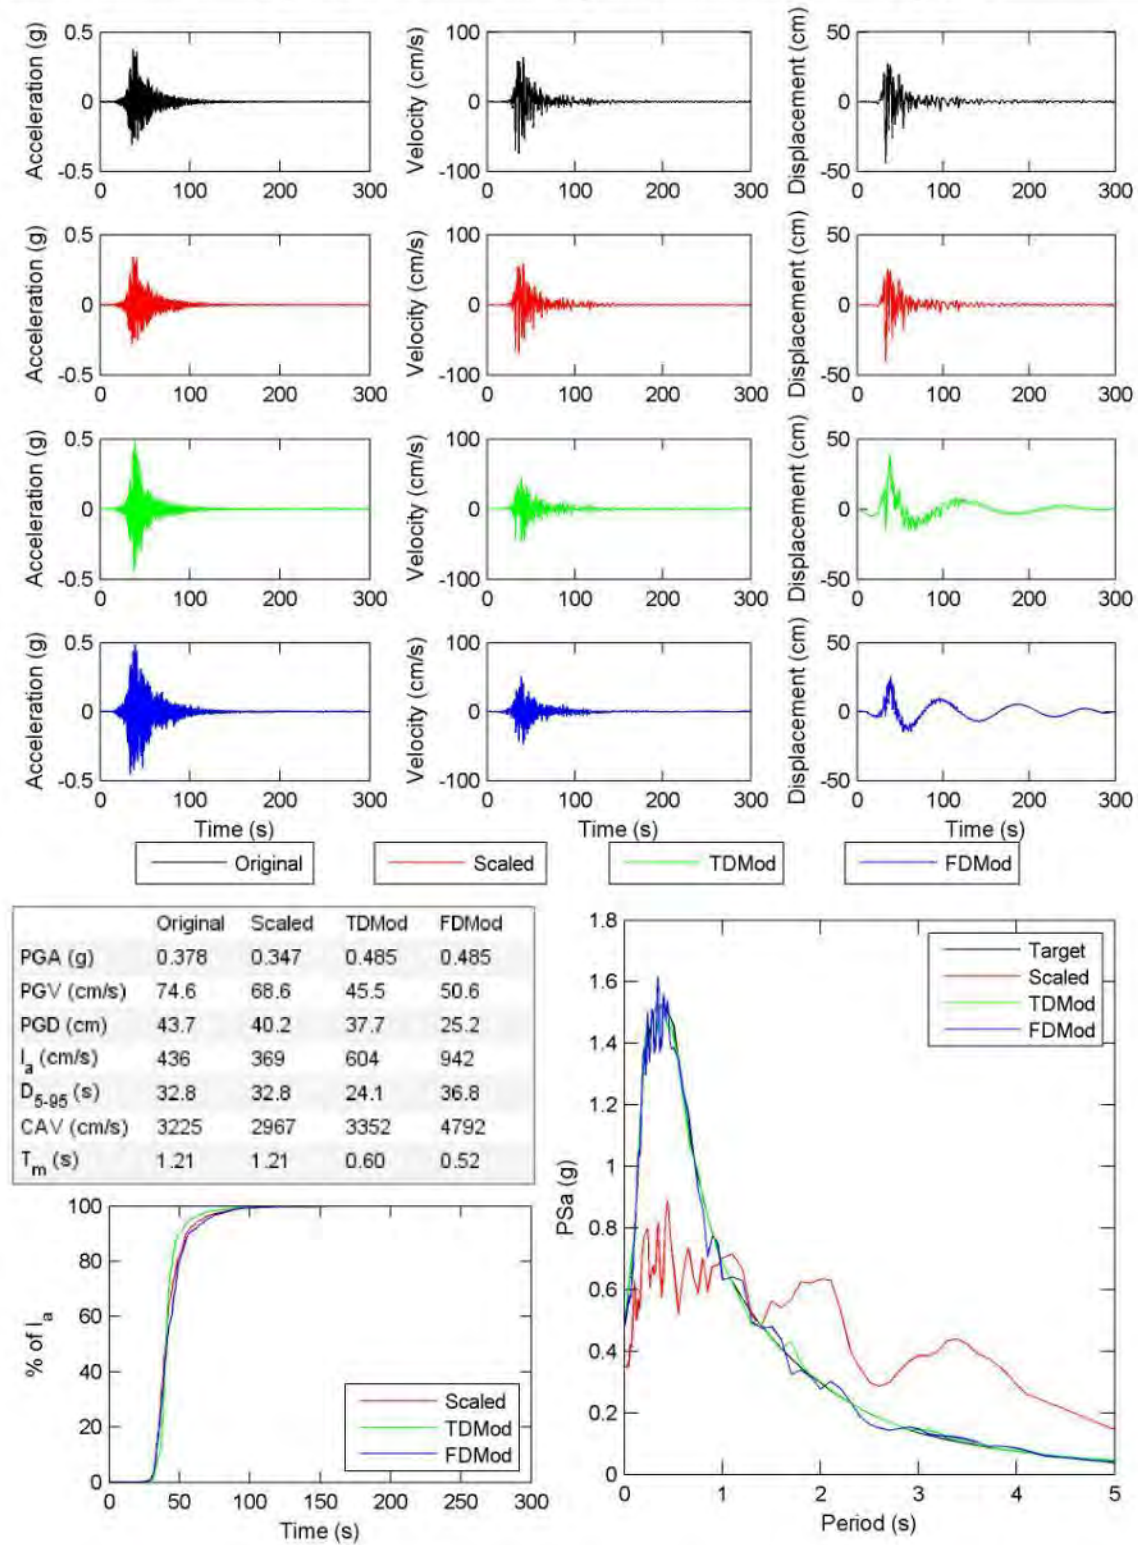 Acceleration (g)
0.5
0
-0.5
0 100 200 300
Velocity (cm/s)
100
0
-100
0 100 200 300
Displacement (cm)
50
0
-50
0 100 200 300
Acceleration (g)
0.5
0
-0.5
0 100 200 300
Velocity (cm/s)
100
0
-100
0 100 200 300
Displacement (cm)
50
0
-50
0 100 200 300
Acceleration (g)
0.5
0
-0.5
0 100 200 300
Velocity (cm/s)
100
0
-100
0 100 200 300
Displacement (cm)
50
0
-50
0 100 200 300
Acceleration (g)
0.5
0
-0.5
0 100 200 300
Time (s)
Velocity (cm/s)
100
0
-100
0 100 200 300
Time (s)
Displacement (cm)
50
0
-50
0 100 200 300
Time (s)
Original Scaled TDMod FDMod
Original Scaled TDMod FDMod
PGA (g) 0.378 0.347 0.485 0.485
PGV (cm/s) 74.6 68.6 45.5 50.6
PGD (cm) 43.7 40.2 37.7 25.2
Ia (cm/s) 436 369 604 942
D5-95 (s) 32.8 32.8 24.1 36.8
CAV (cm/s) 3225 2967 3352 4792
Tm (s) 1.21 1.21 0.60 0.52
% of Ia
100
80
60
40
20
0
Scaled
TDMod
FDMod
0 50 100 150 200 250 300
Time (s)
PSa (g)
1.8
1.6
1.4
1.2
1
0.8
0.6
0.4
0.2
0
Target
Scaled
TDMod
FDMod
0 1 2 3 4 5
Period (s)